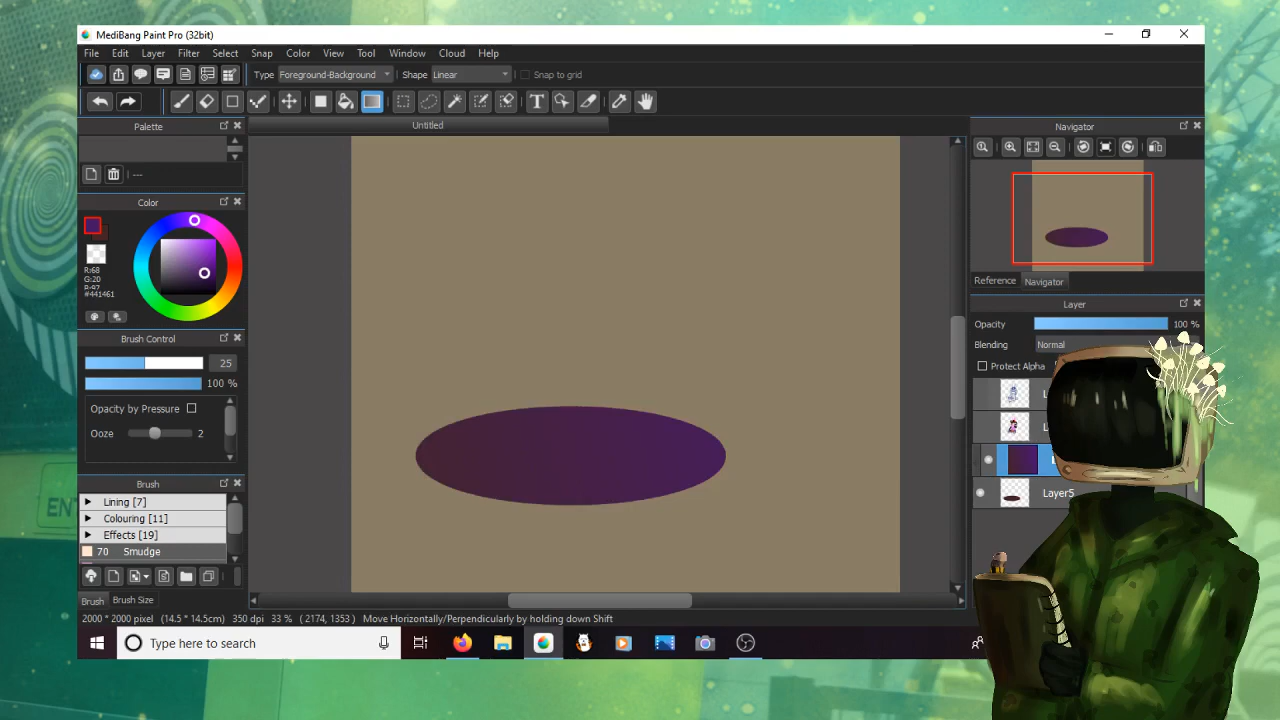 MediBang Paint Pro (32bit)
File Edit Layer Filter Select Snap Color View Tool Window Cloud Help
Type Foreground-Background Shape Linear Snap to grid
Palette
Untitled
Navigator
---
Color
R:68
G:20
B:97
#441461
Reference Navigator
Layer
Opacity 100 %
Blending Normal
Protect Alpha
Brush Control
25
100 %
Opacity by Pressure
Ooze 2
Layer5
Brush
Lining [7]
Colouring [11]
Effects [19]
70 Smudge
Brush Brush Size
2000 * 2000 pixel (14.5 * 14.5cm) 350 dpi 33 % ( 2174, 1353 ) Move Horizontally/Perpendicularly by holding down Shift
Type here to search